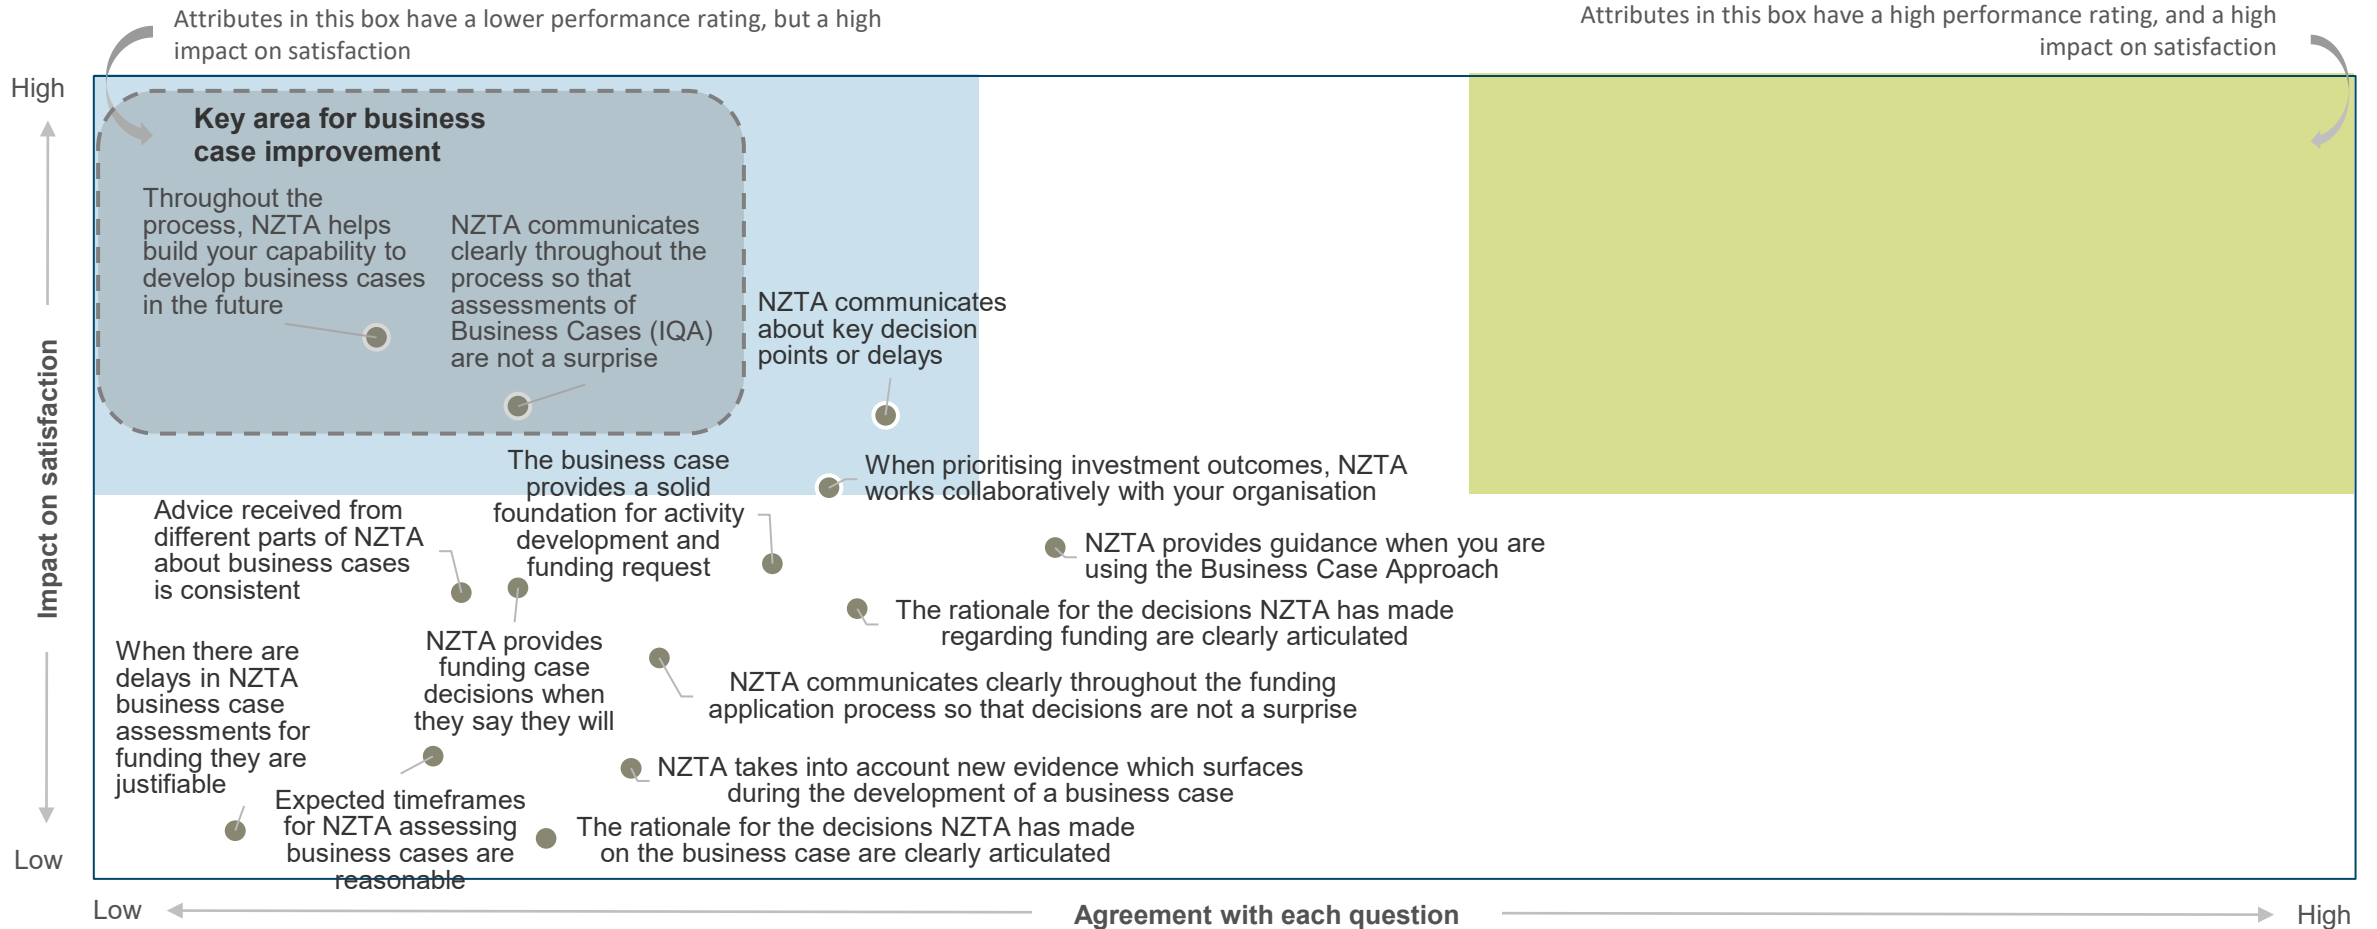 Attributes in this box have a lower performance rating, but a high
impact on satisfaction
Attributes in this box have a high performance rating, and a high
impact on satisfaction
High
Key area for business
case improvement
Throughout the
process, NZTA helps
build your capability to
develop business cases
in the future
NZTA communicates
clearly throughout the
process so that
assessments of
Business Cases (IQA)
are not a surprise
NZTA communicates
about key decision
points or delays
Impact on satisfaction
The business case
provides a solid
foundation for activity
development and
funding request
When prioritising investment outcomes, NZTA
works collaboratively with your organisation
Advice received from
different parts of NZTA
about business cases
is consistent
NZTA provides guidance when you are
using the Business Case Approach
The rationale for the decisions NZTA has made
regarding funding are clearly articulated
NZTA provides
funding case
decisions when
they say they will
When there are
delays in NZTA
business case
assessments for
funding they are
justifiable
NZTA communicates clearly throughout the funding
application process so that decisions are not a surprise
NZTA takes into account new evidence which surfaces
during the development of a business case
Expected timeframes
for NZTA assessing
business cases are
reasonable
The rationale for the decisions NZTA has made
on the business case are clearly articulated
Low
Low
Agreement with each question
High